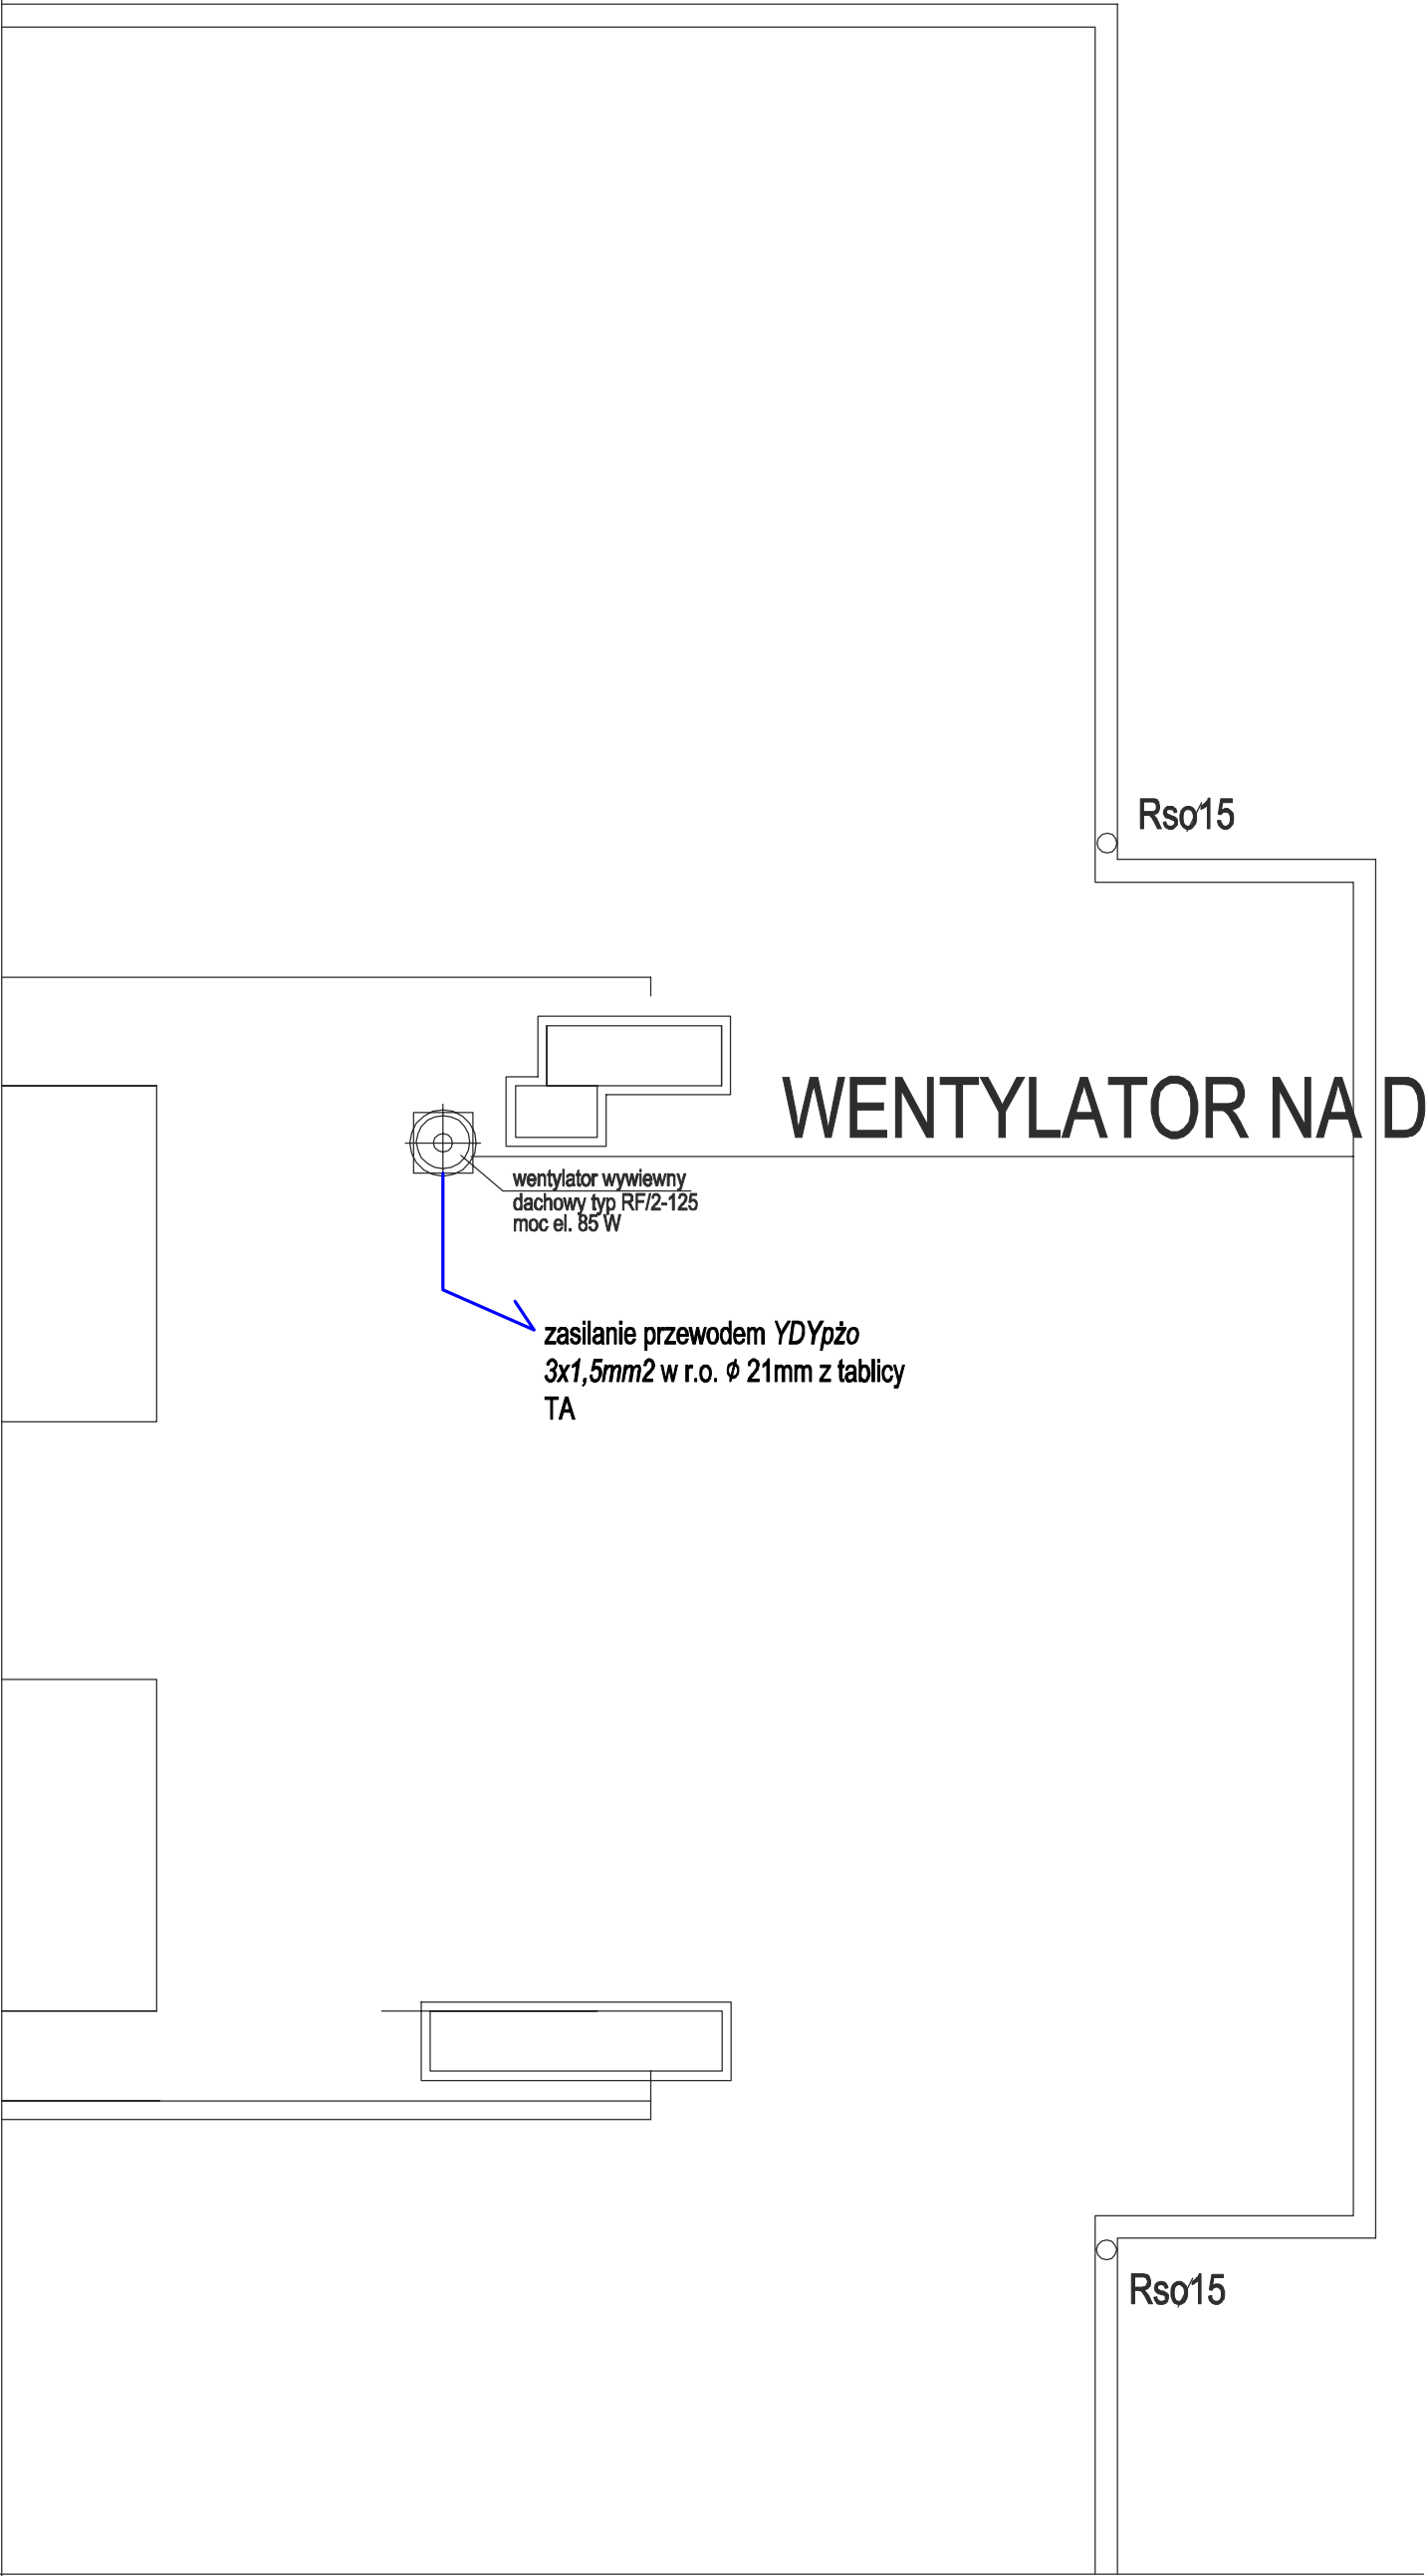 Rsø15
WENTYLATOR NA D
wentylator wywiewny
dachowy typ RF/2-125
moc el. 85 W
zasilanie przewodem YDYpżo
3x1,5mm2 w r.o. ϕ 21mm z tablicy
TA
Rsø15